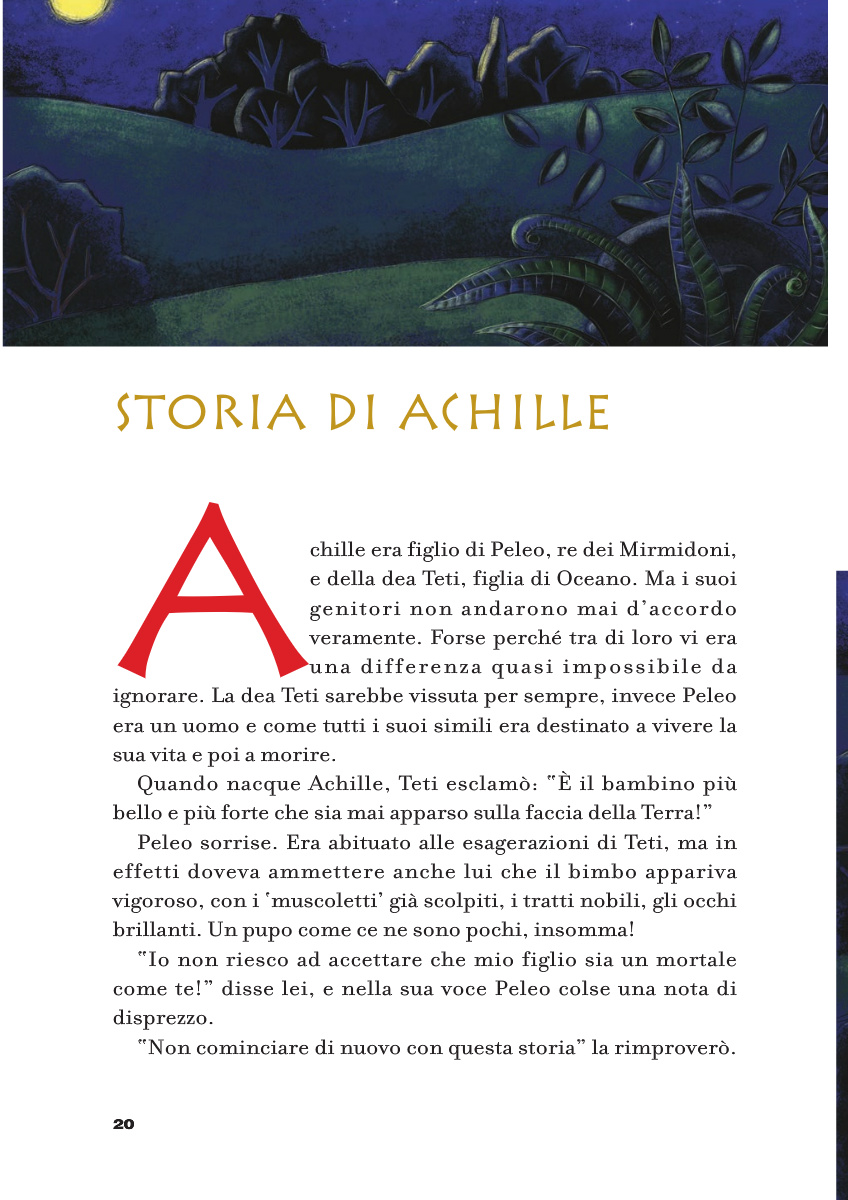 STORIA DI ACHILLE
Achille era figlio di Peleo, re dei Mirmidoni,
e della dea Teti, figlia di Oceano. Ma i suoi
genitori non andarono mai d’accordo
veramente. Forse perché tra di loro vi era
una differenza quasi impossibile da
ignorare. La dea Teti sarebbe vissuta per sempre, invece Peleo
era un uomo e come tutti i suoi simili era destinato a vivere la
sua vita e poi a morire.
Quando nacque Achille, Teti esclamò: “È il bambino più
bello e più forte che sia mai apparso sulla faccia della Terra!”
Peleo sorrise. Era abituato alle esagerazioni di Teti, ma in
effetti doveva ammettere anche lui che il bimbo appariva
vigoroso, con i ‘muscoletti’ già scolpiti, i tratti nobili, gli occhi
brillanti. Un pupo come ce ne sono pochi, insomma!
“Io non riesco ad accettare che mio figlio sia un mortale
come te!” disse lei, e nella sua voce Peleo colse una nota di
disprezzo.
“Non cominciare di nuovo con questa storia” la rimproverò.
20